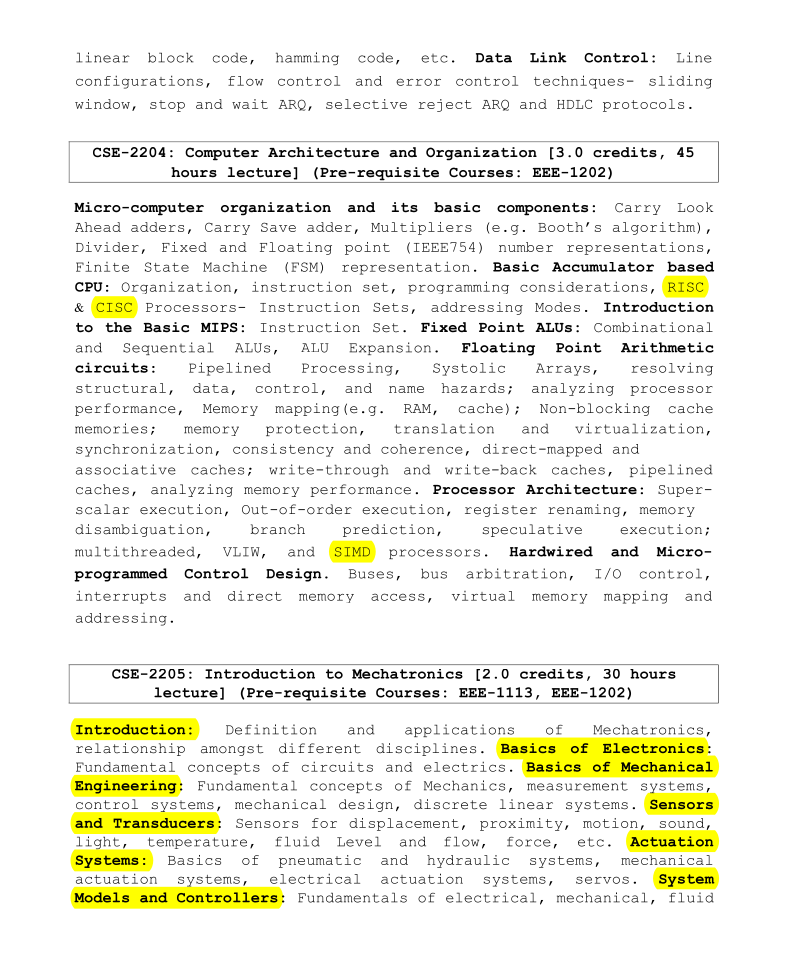 linear block code, hamming code, etc. Data Link Control: Line
configurations, flow control and error control techniques- sliding
window, stop and wait ARQ, selective reject ARQ and HDLC protocols.
CSE-2204: Computer Architecture and Organization [3.0 credits, 45
hours lecture] (Pre-requisite Courses: EEE-1202)
Micro-computer organization and its basic components: Carry Look
Ahead adders, Carry Save adder, Multipliers (e.g. Booth’s algorithm),
Divider, Fixed and Floating point (IEEE754) number representations,
Finite State Machine (FSM) representation. Basic Accumulator based
CPU: Organization, instruction set, programming considerations, RISC
& CISC Processors- Instruction Sets, addressing Modes. Introduction
to the Basic MIPS: Instruction Set. Fixed Point ALUs: Combinational
and Sequential ALUs, ALU Expansion. Floating Point Arithmetic
circuits: Pipelined Processing, Systolic Arrays, resolving
structural, data, control, and name hazards; analyzing processor
performance, Memory mapping(e.g. RAM, cache); Non-blocking cache
memories; memory protection, translation and virtualization,
synchronization, consistency and coherence, direct-mapped and
associative caches; write-through and write-back caches, pipelined
caches, analyzing memory performance. Processor Architecture: Super-
scalar execution, Out-of-order execution, register renaming, memory
disambiguation, branch prediction, speculative execution;
multithreaded, VLIW, and SIMD processors. Hardwired and Micro-
programmed Control Design. Buses, bus arbitration, I/O control,
interrupts and direct memory access, virtual memory mapping and
addressing.
CSE-2205: Introduction to Mechatronics [2.0 credits, 30 hours
lecture] (Pre-requisite Courses: EEE-1113, EEE-1202)
Introduction: Definition and applications of Mechatronics,
relationship amongst different disciplines. Basics of Electronics:
Fundamental concepts of circuits and electrics. Basics of Mechanical
Engineering: Fundamental concepts of Mechanics, measurement systems,
control systems, mechanical design, discrete linear systems. Sensors
and Transducers: Sensors for displacement, proximity, motion, sound,
light, temperature, fluid Level and flow, force, etc. Actuation
Systems: Basics of pneumatic and hydraulic systems, mechanical
actuation systems, electrical actuation systems, servos. System
Models and Controllers: Fundamentals of electrical, mechanical, fluid